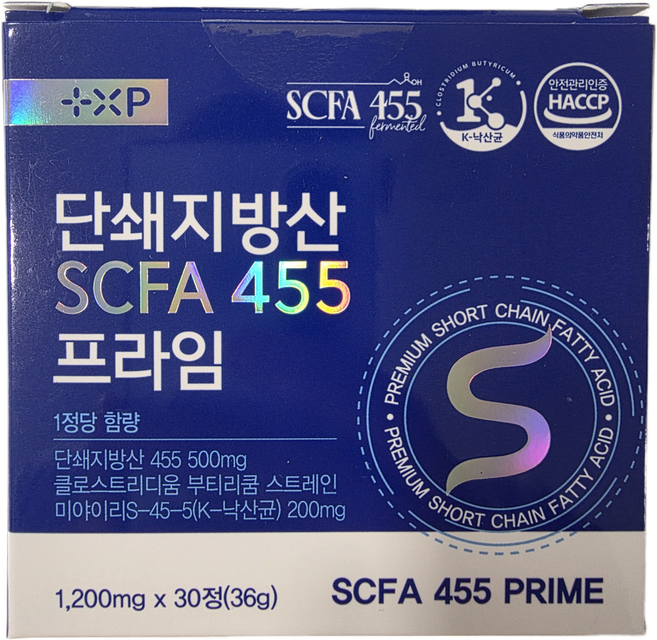 +XP
OH
SCFA 455
fermented
CLOSTRIDIUM BUTYRICUM
K
K-낙산균
안전관리인증
HACCP
식품의약품안전처
단쇄지방산
SCFA 455
프라임
1정당 함량
단쇄지방산 455 500mg
클로스트리디움 부티리쿰 스트레인
미야이리S-45-5(K-낙산균) 200mg
PREMIUM SHORT CHAIN FATTY ACID
S
PREMIUM SHORT CHAIN FATTY ACID
1,200mg x 30정(36g)
SCFA 455 PRIME